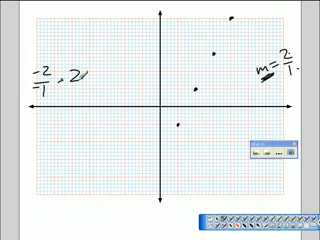 -2/-1 = 2
m = 2/1